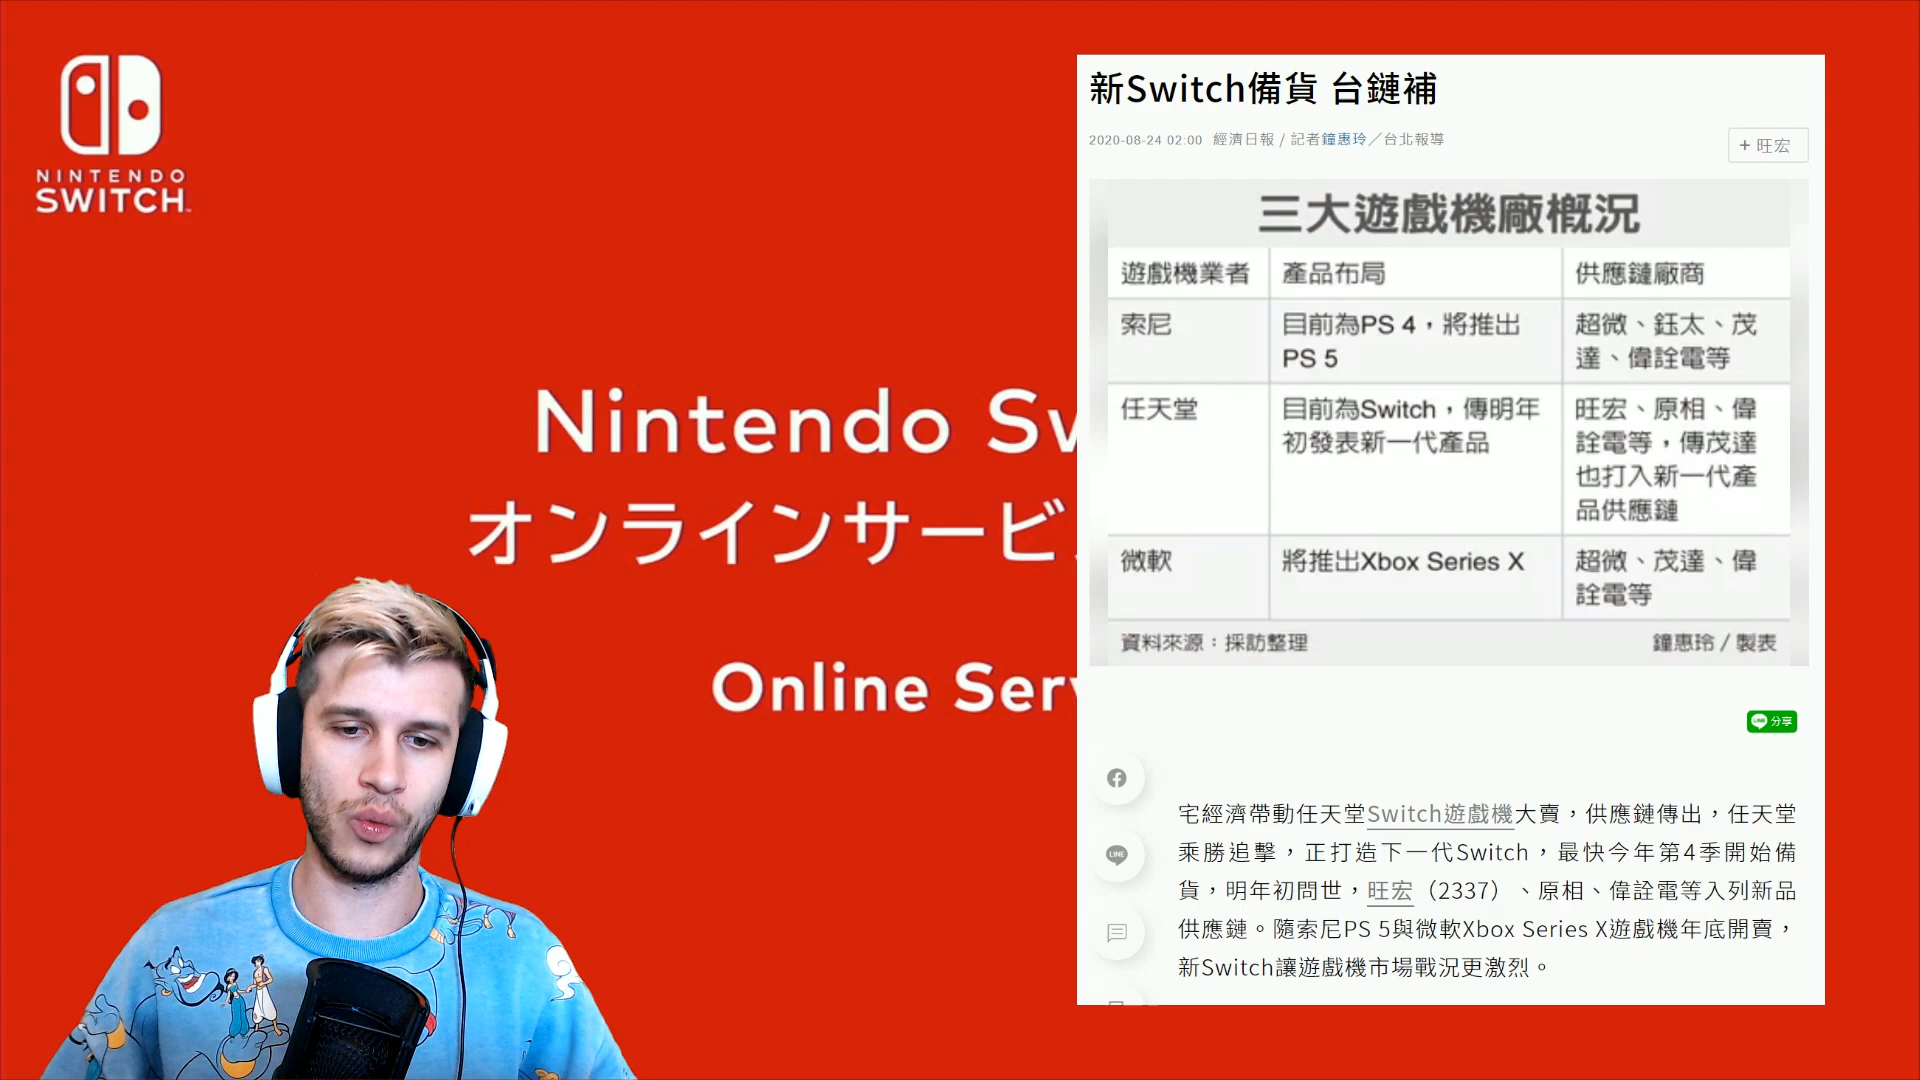 NINTENDO
SWITCH
Nintendo Sw
オンラインサービ
Online Serv
新Switch備貨 台鏈補
2020-08-24 02:00 經濟日報 / 記者鐘惠玲／台北報導
+ 旺宏
三大遊戲機廠概況
遊戲機業者 產品布局 供應鏈廠商
索尼 目前為PS 4，將推出 超微、鈺太、茂
PS 5 達、偉詮電等
任天堂 目前為Switch，傳明年 旺宏、原相、偉
初發表新一代產品 詮電等，傳茂達
也打入新一代產
品供應鏈
微軟 將推出Xbox Series X 超微、茂達、偉
詮電等
資料來源：採訪整理 鐘惠玲 / 製表
LINE 分享
LINE
宅經濟帶動任天堂Switch遊戲機大賣，供應鏈傳出，任天堂
乘勝追擊，正打造下一代Switch，最快今年第4季開始備
貨，明年初問世，旺宏（2337）、原相、偉詮電等入列新品
供應鏈。隨索尼PS 5與微軟Xbox Series X遊戲機年底開賣，
新Switch讓遊戲機市場戰況更激烈。